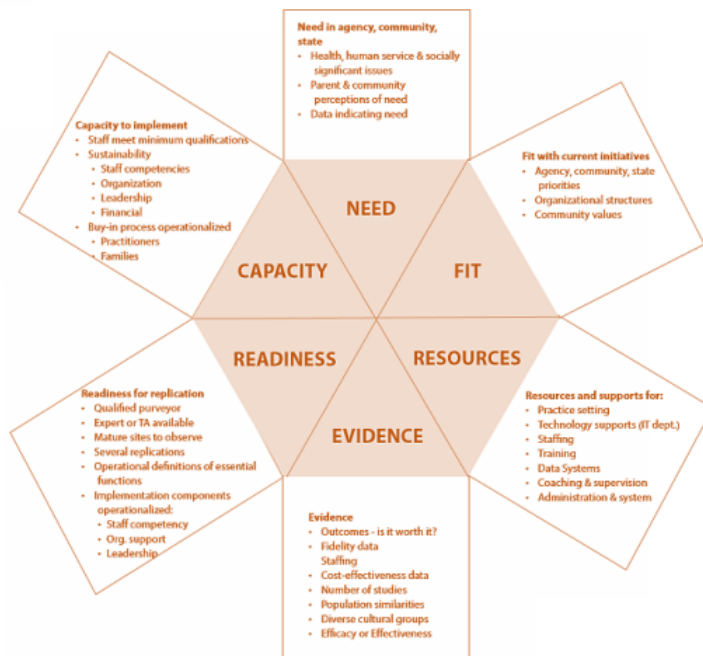 Need in agency, community,
state
• Health, human service & socially
significant issues
• Parent & community
perceptions of need
• Data indicating need
Capacity to implement
• Staff meet minimum qualifications
• Sustainability
• Staff competencies
• Organization
• Leadership
• Financial
• Buy-in process operationalized
• Practitioners
• Families
Fit with current initiatives
• Agency, community, state
priorities
• Organizational structures
• Community values
NEED
CAPACITY
FIT
READINESS
RESOURCES
EVIDENCE
Readiness for replication
• Qualified purveyor
• Expert or TA available
• Mature sites to observe
• Several replications
• Operational definitions of essential
functions
• Implementation components
operationalized:
• Staff competency
• Org. support
• Leadership
Resources and supports for:
• Practice setting
• Technology supports (IT dept.)
• Staffing
• Training
• Data Systems
• Coaching & supervision
• Administration & system
Evidence
• Outcomes - is it worth it?
• Fidelity data
Staffing
• Cost-effectiveness data
• Number of studies
• Population similarities
• Diverse cultural groups
• Efficacy or Effectiveness